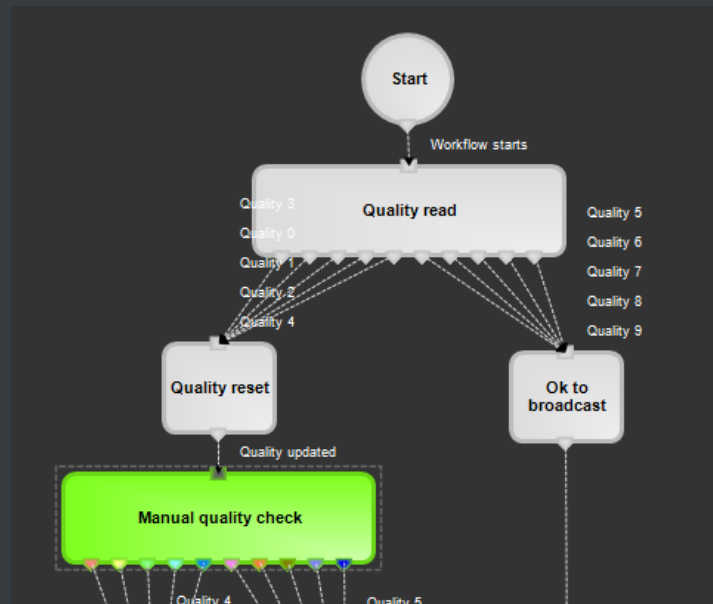 Start
Workflow starts
Quality read
Quality 3
Quality 0
Quality 1
Quality 2
Quality 4
Quality 5
Quality 6
Quality 7
Quality 8
Quality 9
Quality reset
Ok to
broadcast
Quality updated
Manual quality check
Quality 4
Quality 5